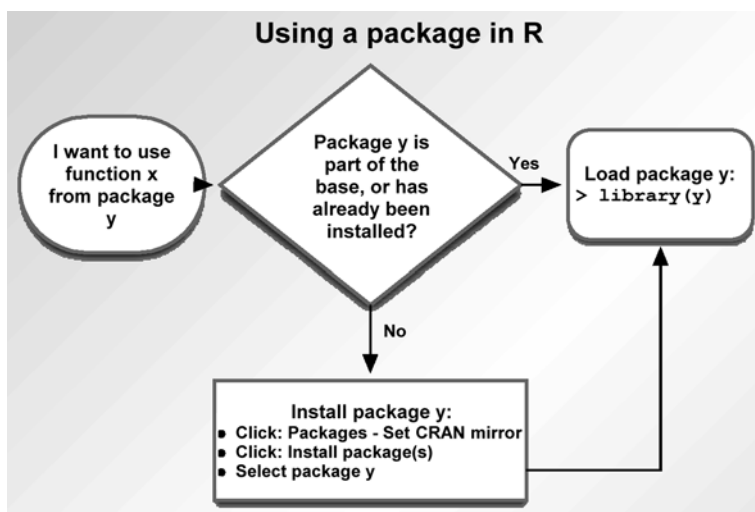 Using a package in R
I want to use
function x
from package
y
Package y is
part of the
base, or has
already been
installed?
Yes
Load package y:
> library(y)
No
Install package y:
● Click: Packages - Set CRAN mirror
● Click: Install package(s)
● Select package y